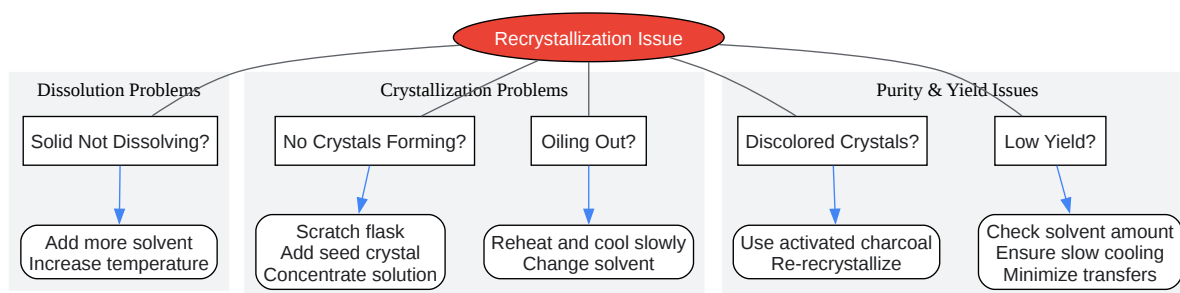 Recrystallization Issue
Dissolution Problems
Crystallization Problems
Purity & Yield Issues
Solid Not Dissolving?
No Crystals Forming?
Oiling Out?
Discolored Crystals?
Low Yield?
Add more solvent
Increase temperature
Scratch flask
Add seed crystal
Concentrate solution
Reheat and cool slowly
Change solvent
Use activated charcoal
Re-recrystallize
Check solvent amount
Ensure slow cooling
Minimize transfers